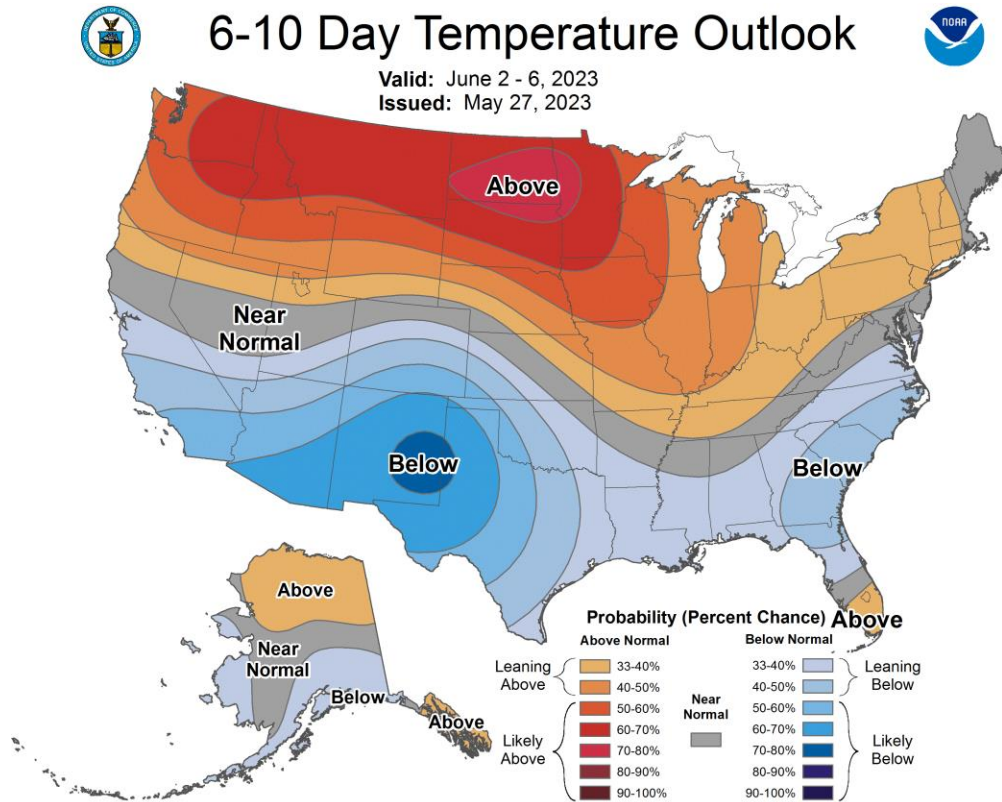 6-10 Day Temperature Outlook
NOAA
Valid: June 2 - 6, 2023
Issued: May 27, 2023
Above
Near
Normal
Below
Below
Above
Above
Near
Normal
Below
Above
Probability (Percent Chance)
Above Normal
Below Normal
Leaning
Above
33-40%
40-50%
Likely
Above
50-60%
60-70%
70-80%
80-90%
90-100%
Near
Normal
33-40%
40-50%
Leaning
Below
50-60%
60-70%
70-80%
80-90%
90-100%
Likely
Below